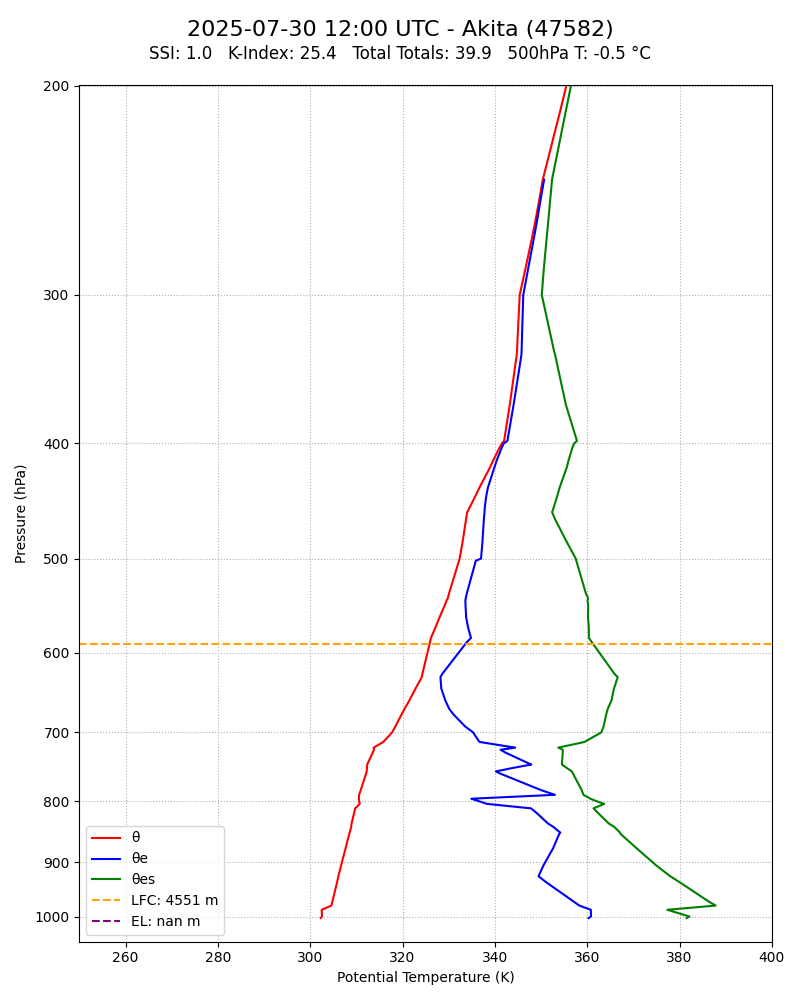 2025-07-30 12:00 UTC - Akita (47582)
SSI: 1.0   K-Index: 25.4   Total Totals: 39.9   500hPa T: -0.5 °C
200
300
400
500
600
700
800
900
1000
Pressure (hPa)
θ
θe
θes
LFC: 4551 m
EL: nan m
260 280 300 320 340 360 380 400
Potential Temperature (K)